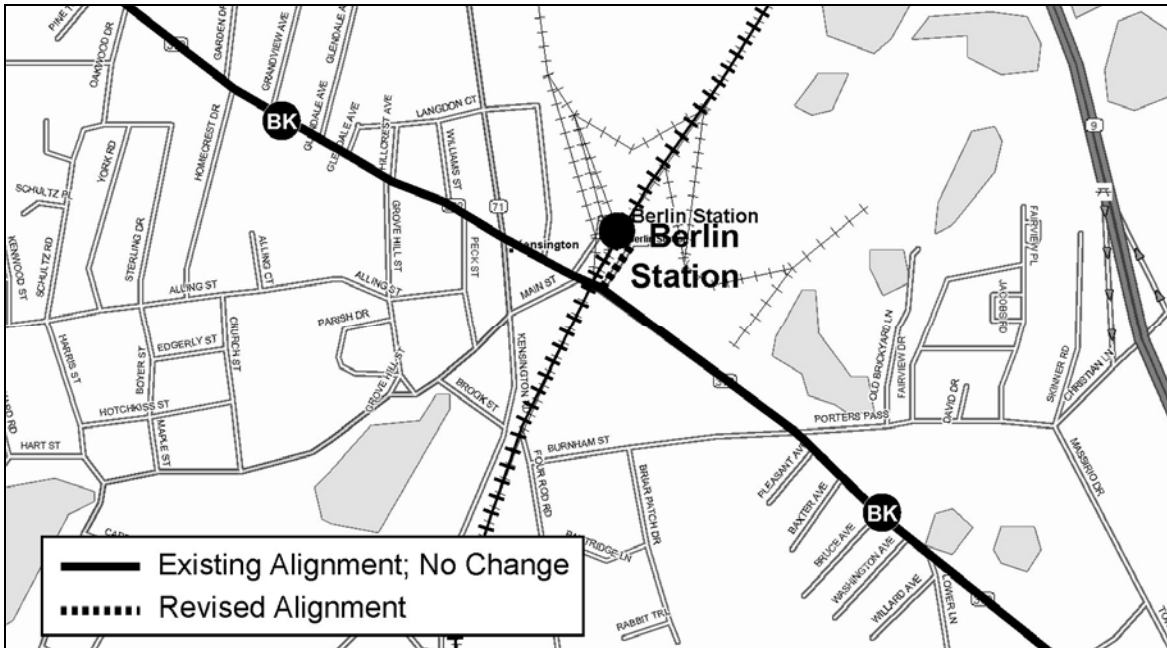 PINE T
OAKWOOD DR
GARDEN DR
GRANDVIEW AVE
GLENDALE AVE
BK
GLENDALE AVE
GLENDALE AVE
HILLCREST AVE
LANGDON CT
HOMECREST DR
YORK RD
WILLIAMS ST
9
SCHULTZ PL
SCHULTZ RD
KENWOOD ST
STERLING DR
ALLING CT
GROVE HILL ST
71
PECK ST
Kensington
Berlin Station
Berlin
Station
FAIRVIEW PL
JACOBS RD
ALLING ST
ALLING ST
MAIN ST
PARISH DR
HARRIS ST
EDGERLY ST
BOYER ST
CHURCH ST
KENSINGTON
GROVE HILL ST
BROOK ST
OLD BRICKYARD LN
FAIRVIEW DR
DAVID DR
SKINNER RD
CHRISTIAN LN
HOTCHKISS ST
MAPLE ST
HART ST
PORTERS PASS
BURNHAM ST
FOUR ROD RD
BRIAR PATCH DR
PLEASANT AVE
BAXTER AVE
MASSIRIO DR
BK
BRUCE AVE
WASHINGTON AVE
WILLARD AVE
LOWER LN
RABBIT TRL
Existing Alignment; No Change
Revised Alignment